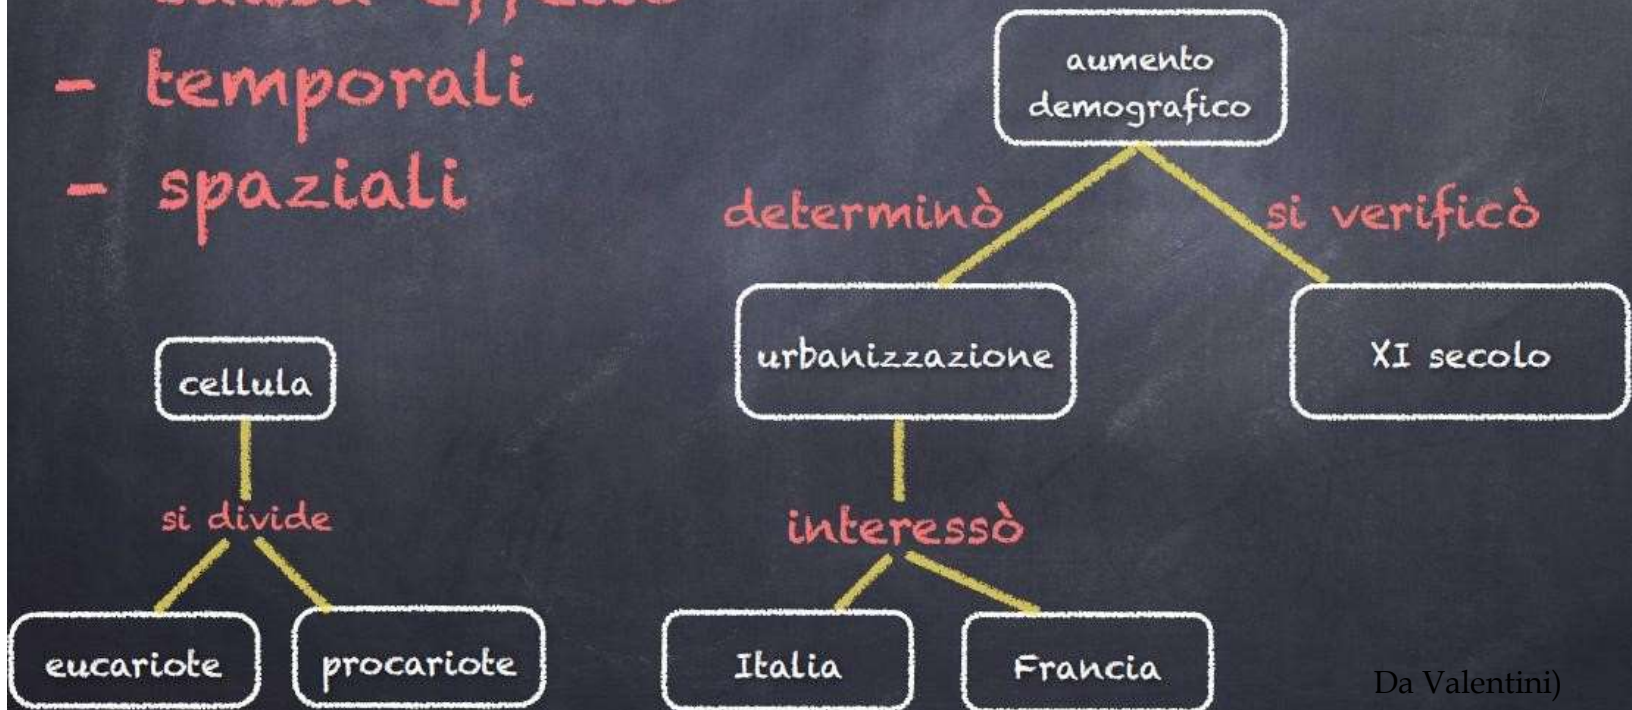 - temporali
- spaziali
aumento
demografico
determinò
si verificò
urbanizzazione
XI secolo
interessò
Italia
Francia
cellula
si divide
eucariote
procariote
Da Valentini)